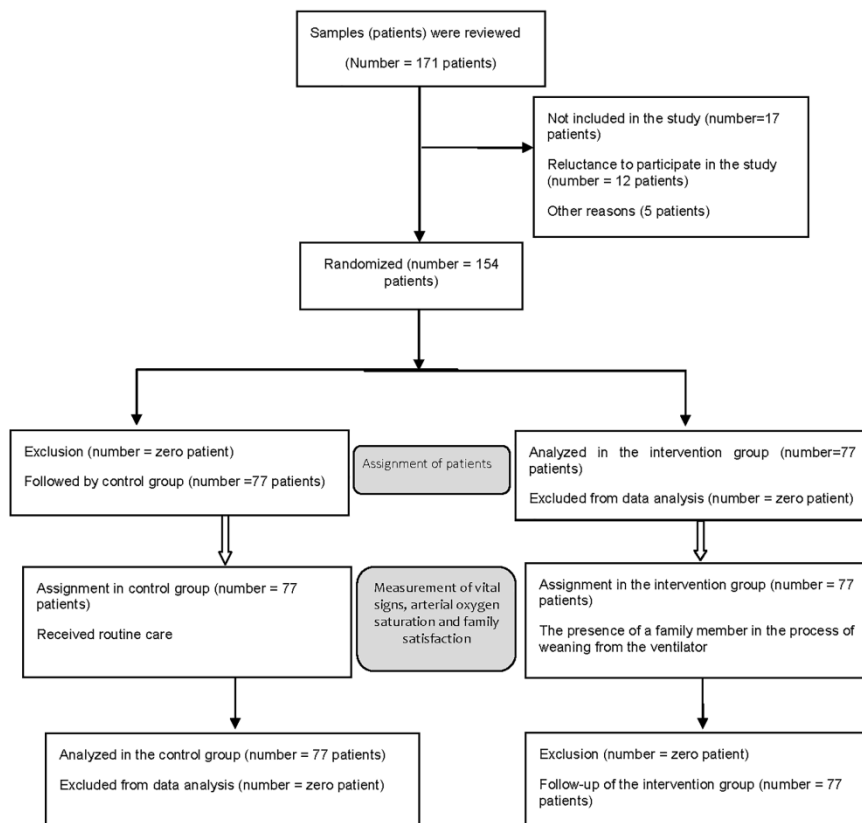 Samples (patients) were reviewed
(Number = 171 patients)
Not included in the study (number=17
patients)
Reluctance to participate in the study
(number = 12 patients)
Other reasons (5 patients)
Randomized (number = 154
patients)
Exclusion (number = zero patient)
Followed by control group (number =77 patients)
Assignment of patients
Analyzed in the intervention group (number=77
patients)
Excluded from data analysis (number = zero patient)
Assignment in control group (number = 77
patients)
Received routine care
Measurement of vital
signs, arterial oxygen
saturation and family
satisfaction
Assignment in the intervention group (number = 77
patients)
The presence of a family member in the process of
weaning from the ventilator
Analyzed in the control group (number = 77 patients)
Excluded from data analysis (number = zero patient)
Exclusion (number = zero patient)
Follow-up of the intervention group (number = 77
patients)